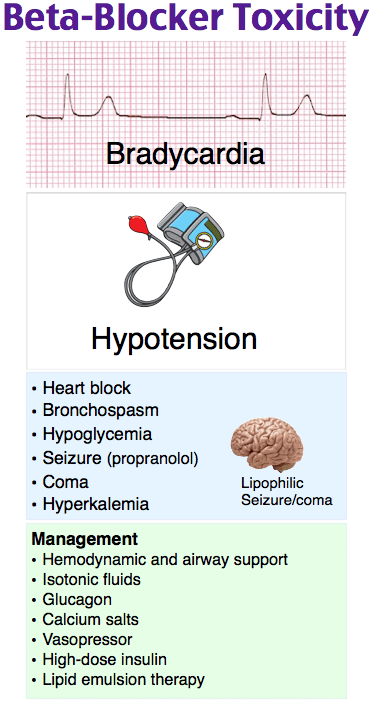 Beta-Blocker Toxicity
Bradycardia
Hypotension
• Heart block
• Bronchospasm
• Hypoglycemia
• Seizure (propranolol)
• Coma
• Hyperkalemia
Lipophilic
Seizure/coma
Management
• Hemodynamic and airway support
• Isotonic fluids
• Glucagon
• Calcium salts
• Vasopressor
• High-dose insulin
• Lipid emulsion therapy